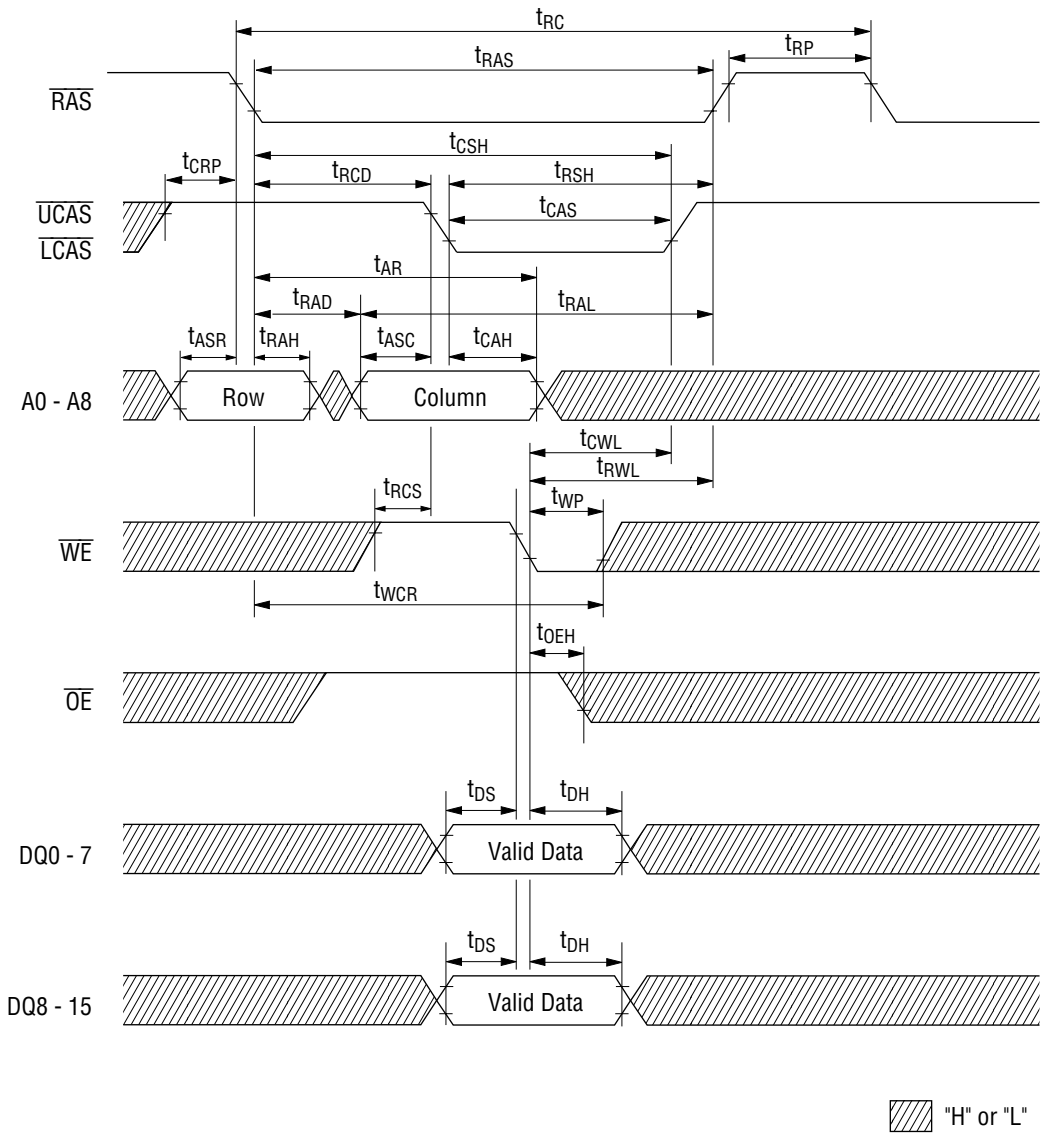 tRC
tRP
tRAS
RAS
tCSH
tCRP
tRCD
tRSH
UCAS
tCAS
LCAS
tAR
tRAD
tRAL
tASR
tRAH
tASC
tCAH
A0 - A8
Row
Column
tCWL
tRWL
tRCS
tWP
WE
tWCR
tOEH
OE
tDS
tDH
DQ0 - 7
Valid Data
tDS
tDH
DQ8 - 15
Valid Data
"H" or "L"